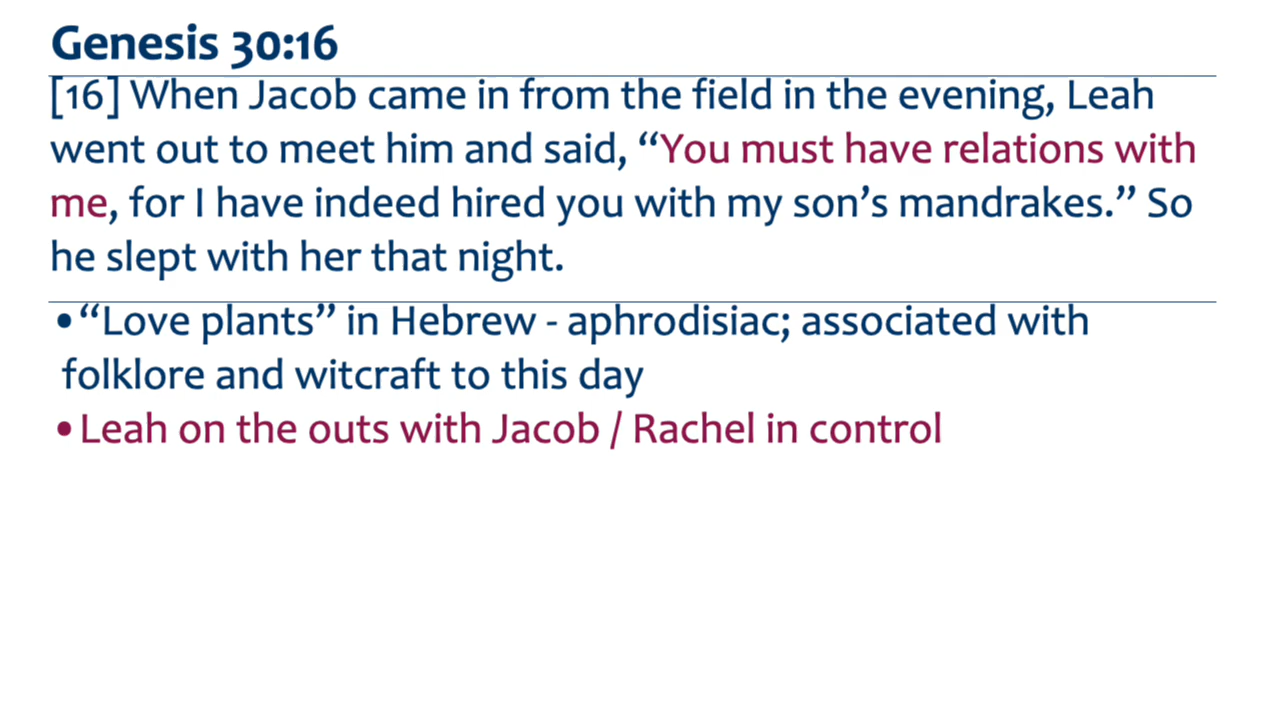 Genesis 30:16
[16] When Jacob came in from the field in the evening, Leah
went out to meet him and said, “You must have relations with
me, for I have indeed hired you with my son’s mandrakes.” So
he slept with her that night.
•“Love plants” in Hebrew - aphrodisiac; associated with
folklore and witcraft to this day
•Leah on the outs with Jacob / Rachel in control